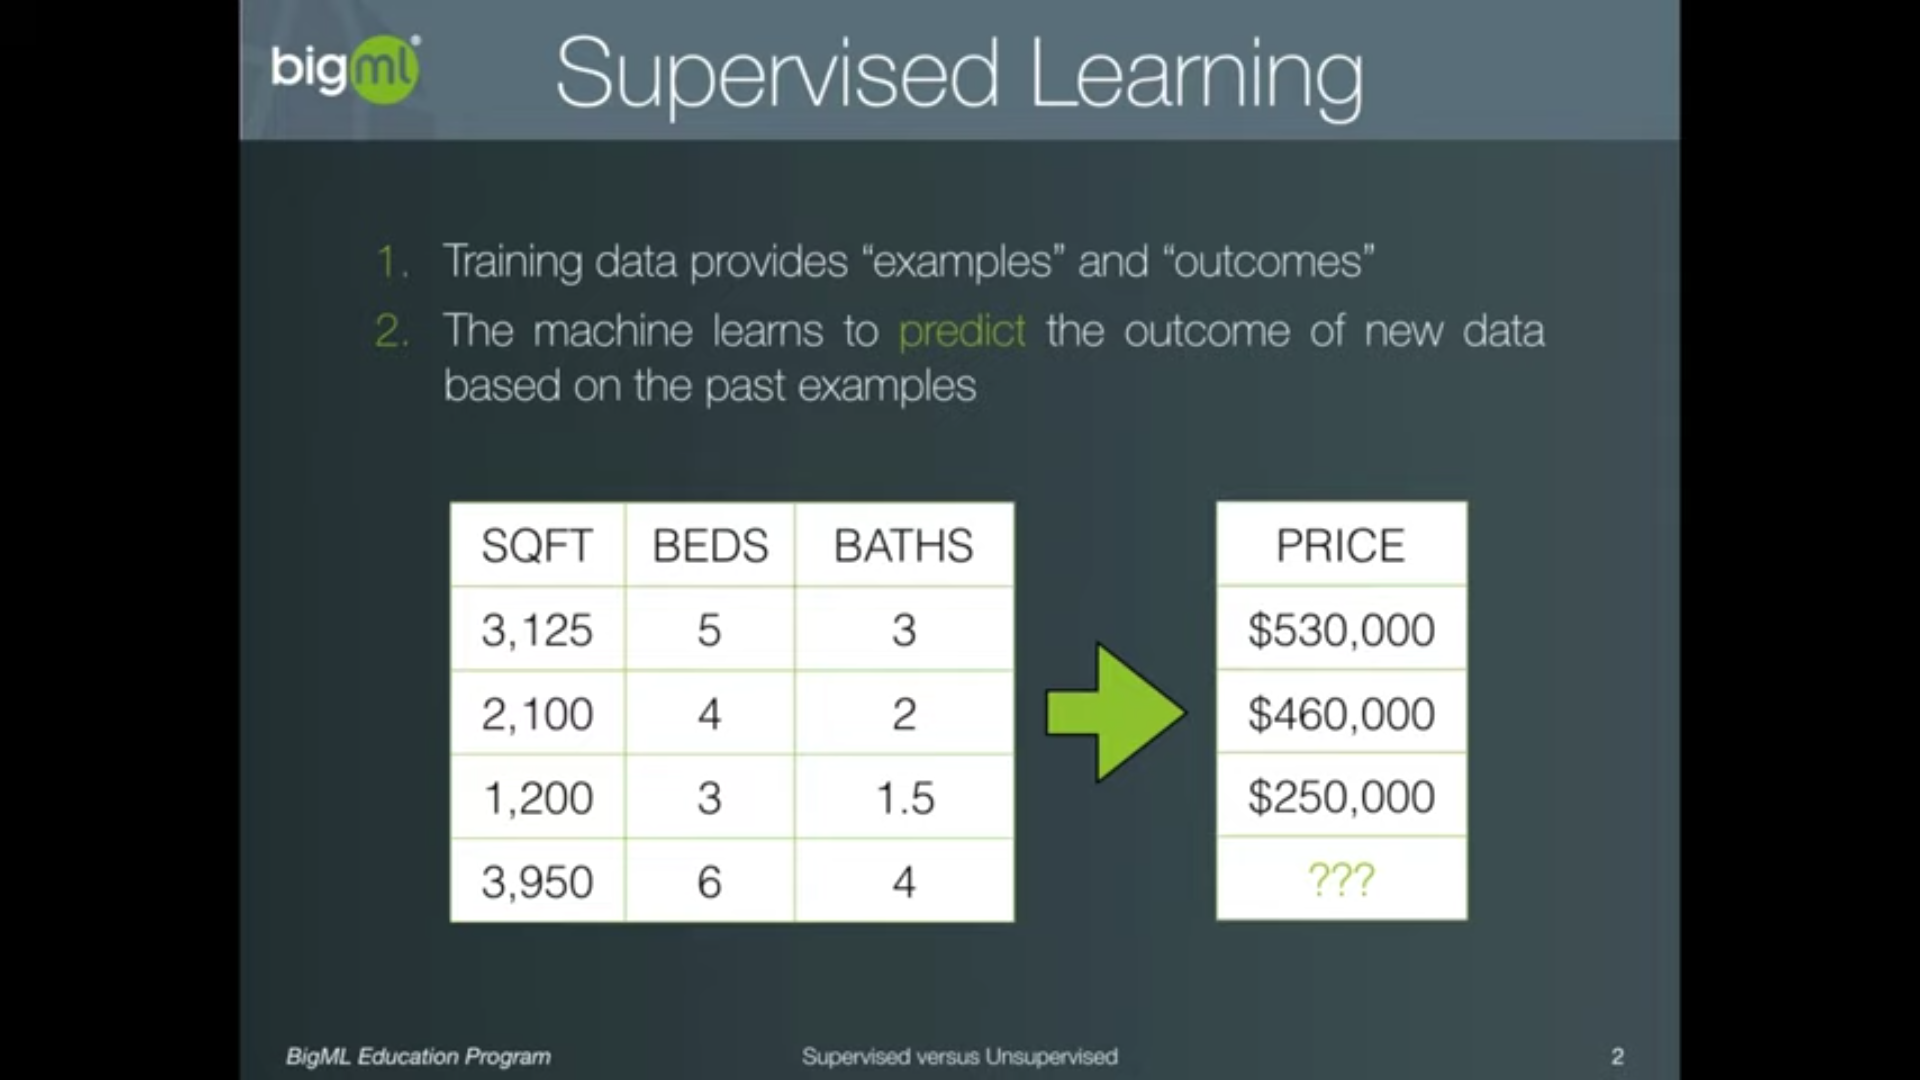 bigml
Supervised Learning
1. Training data provides “examples” and “outcomes”
2. The machine learns to predict the outcome of new data
based on the past examples
SQFT BEDS BATHS PRICE
3,125 5 3 $530,000
2,100 4 2 $460,000
1,200 3 1.5 $250,000
3,950 6 4 ???
BigML Education Program Supervised versus Unsupervised 2